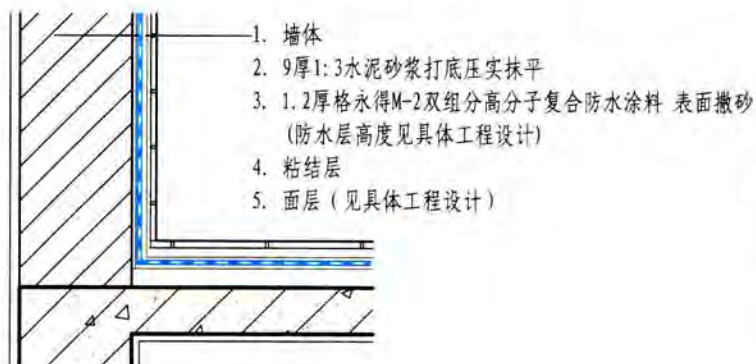 1. 墙体
2. 9厚1:3水泥砂浆打底压实抹平
3. 1.2厚格永得M-2双组分高分子复合防水涂料 表面撒砂
(防水层高度见具体工程设计)
4. 粘结层
5. 面层（见具体工程设计）